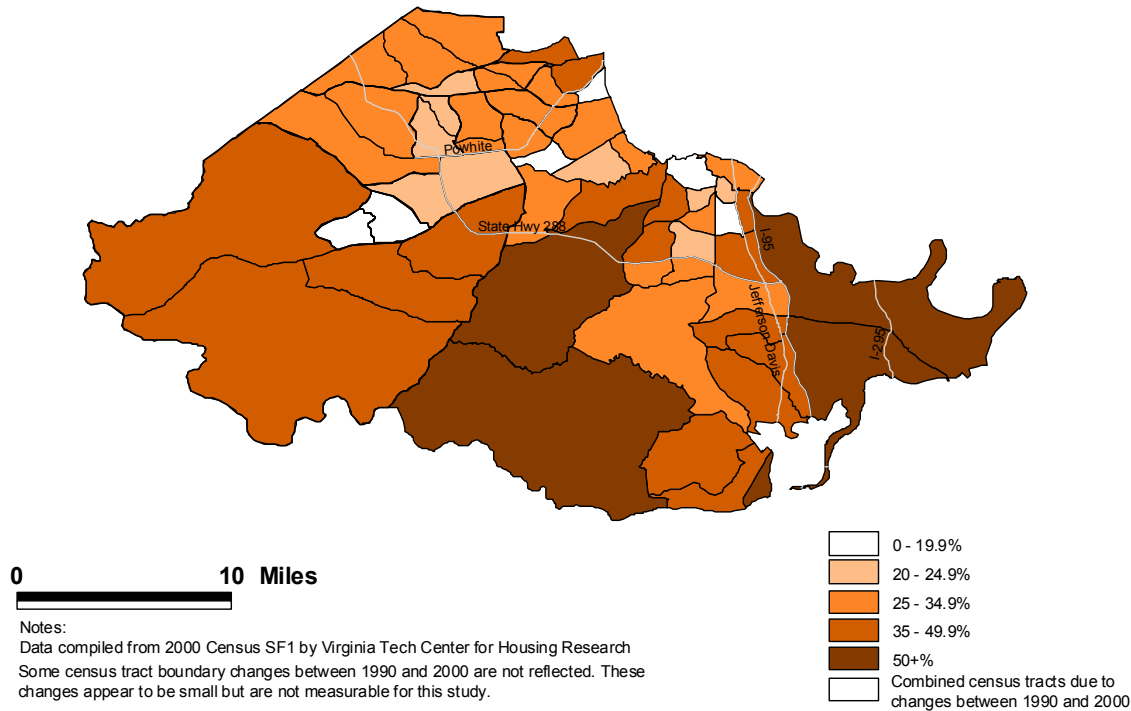 Powhite
State Hwy 288
I-95
Jefferson Davis
I-295
0 - 19.9%
20 - 24.9%
25 - 34.9%
35 - 49.9%
50+%
Combined census tracts due to
changes between 1990 and 2000
0 10 Miles
Notes:
Data compiled from 2000 Census SF1 by Virginia Tech Center for Housing Research
Some census tract boundary changes between 1990 and 2000 are not reflected. These
changes appear to be small but are not measurable for this study.